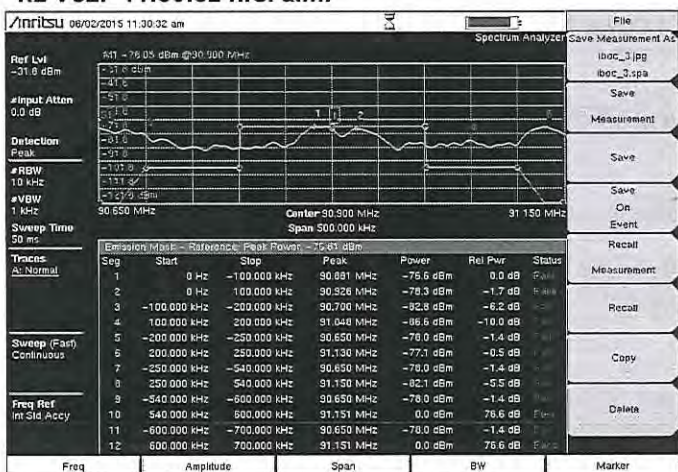 Anritsu 06/02/2015 11:30:32 am
Spectrum Analyzer
M1 -76.05 dBm @90.900 MHz
Ref Lvl
-31.6 dBm
#Input Atten
0.0 dB
Detection
Peak
#RBW
10 kHz
#VBW
1 kHz
Sweep Time
50 ms
Traces
A: Normal
Sweep (Fast)
Continuous
Freq Ref
Int Std Accy
-41.6
-91.6
-101.6
90.650 MHz
Center 90.900 MHz
91.150 MHz
Span 500.000 kHz
Emission Mask - Reference: Peak Power, -75.61 dBm
Seg Start Stop Peak Power Rel Pwr Status
1 0 Hz -100.000 kHz 90.881 MHz -75.6 dBm 0.0 dB
2 0 Hz 100.000 kHz 90.926 MHz -78.3 dBm -1.7 dB
3 -100.000 kHz -200.000 kHz 90.700 MHz -82.8 dBm -6.2 dB
4 100.000 kHz 200.000 kHz 91.048 MHz -86.6 dBm -10.0 dB
5 -200.000 kHz -250.000 kHz 90.650 MHz -78.0 dBm -1.4 dB
6 200.000 kHz 250.000 kHz 91.130 MHz -77.1 dBm -0.5 dB
7 -250.000 kHz -540.000 kHz 90.650 MHz -78.0 dBm -1.4 dB
8 250.000 kHz 540.000 kHz 91.150 MHz -82.1 dBm -5.5 dB
9 -540.000 kHz -600.000 kHz 90.650 MHz -78.0 dBm -1.4 dB
10 540.000 kHz 600.000 kHz 91.151 MHz 0.0 dBm 76.6 dB
11 -600.000 kHz -700.000 kHz 90.650 MHz -78.0 dBm -1.4 dB
12 600.000 kHz 700.000 kHz 91.151 MHz 0.0 dBm 76.6 dB
File
Save Measurement As
iboc_3.jpg
iboc_3.spa
Save
Measurement
Save
Save
On
Event
Recall
Measurement
Recall
Copy
Delete
Freq Amplitude Span BW Marker